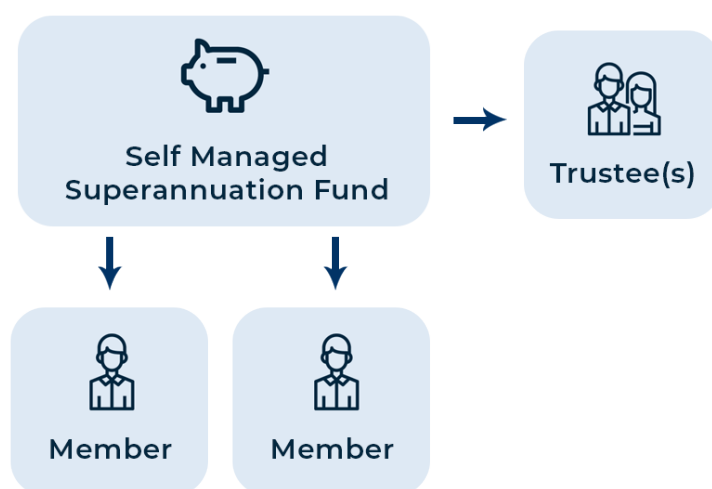 Self Managed
Superannuation Fund
Trustee(s)
Member
Member